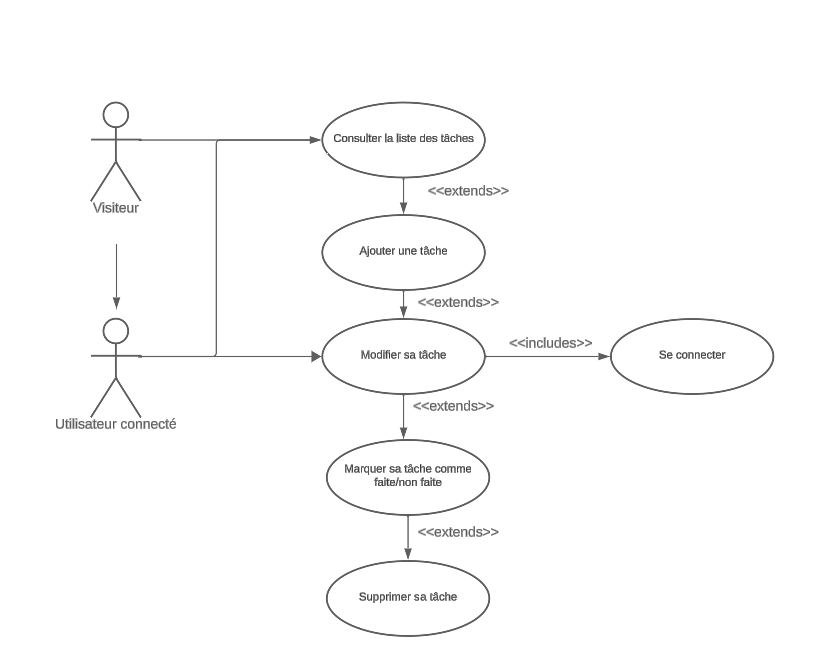 Consulter la liste des tâches
<<extends>>
Visiteur
Ajouter une tâche
<<extends>>
<<includes>>
Modifier sa tâche
Se connecter
<<extends>>
Utilisateur connecté
Marquer sa tâche comme
faite/non faite
<<extends>>
Supprimer sa tâche